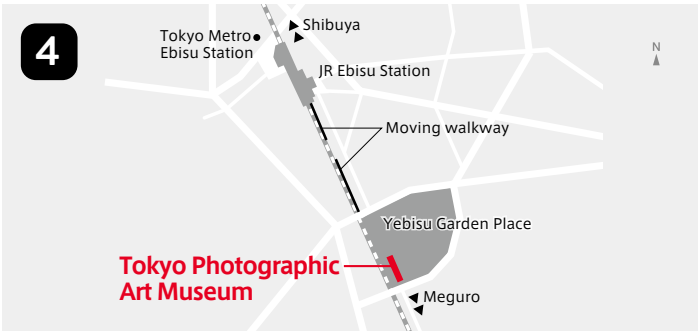 4
Tokyo Metro
Ebisu Station
Shibuya
N
JR Ebisu Station
Moving walkway
Yebisu Garden Place
Tokyo Photographic
Art Museum
Meguro